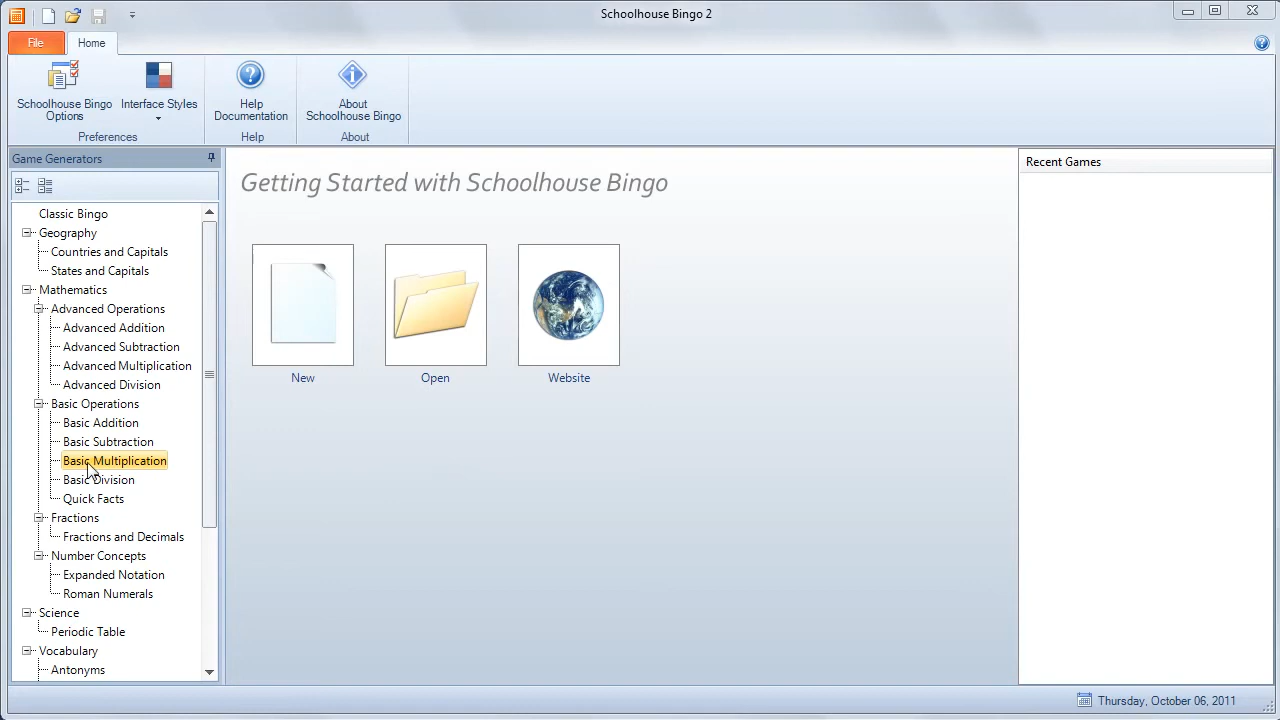 Schoolhouse Bingo 2
File
Home
Schoolhouse Bingo
Options
Interface Styles
Preferences
Help
Documentation
Help
About
Schoolhouse Bingo
About
Game Generators
Classic Bingo
Geography
Countries and Capitals
States and Capitals
Mathematics
Advanced Operations
Advanced Addition
Advanced Subtraction
Advanced Multiplication
Advanced Division
Basic Operations
Basic Addition
Basic Subtraction
Basic Multiplication
Basic Division
Quick Facts
Fractions
Fractions and Decimals
Number Concepts
Expanded Notation
Roman Numerals
Science
Periodic Table
Vocabulary
Antonyms
Getting Started with Schoolhouse Bingo
New
Open
Website
Recent Games
Thursday, October 06, 2011